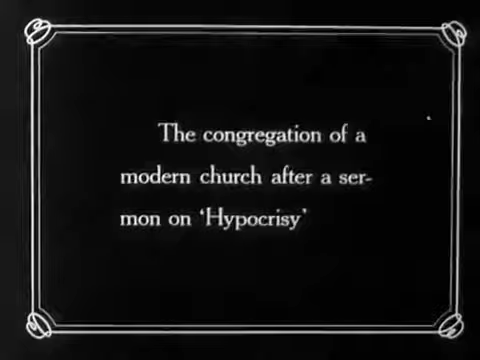 The congregation of a
modern church after a ser-
mon on ‘Hypocrisy’